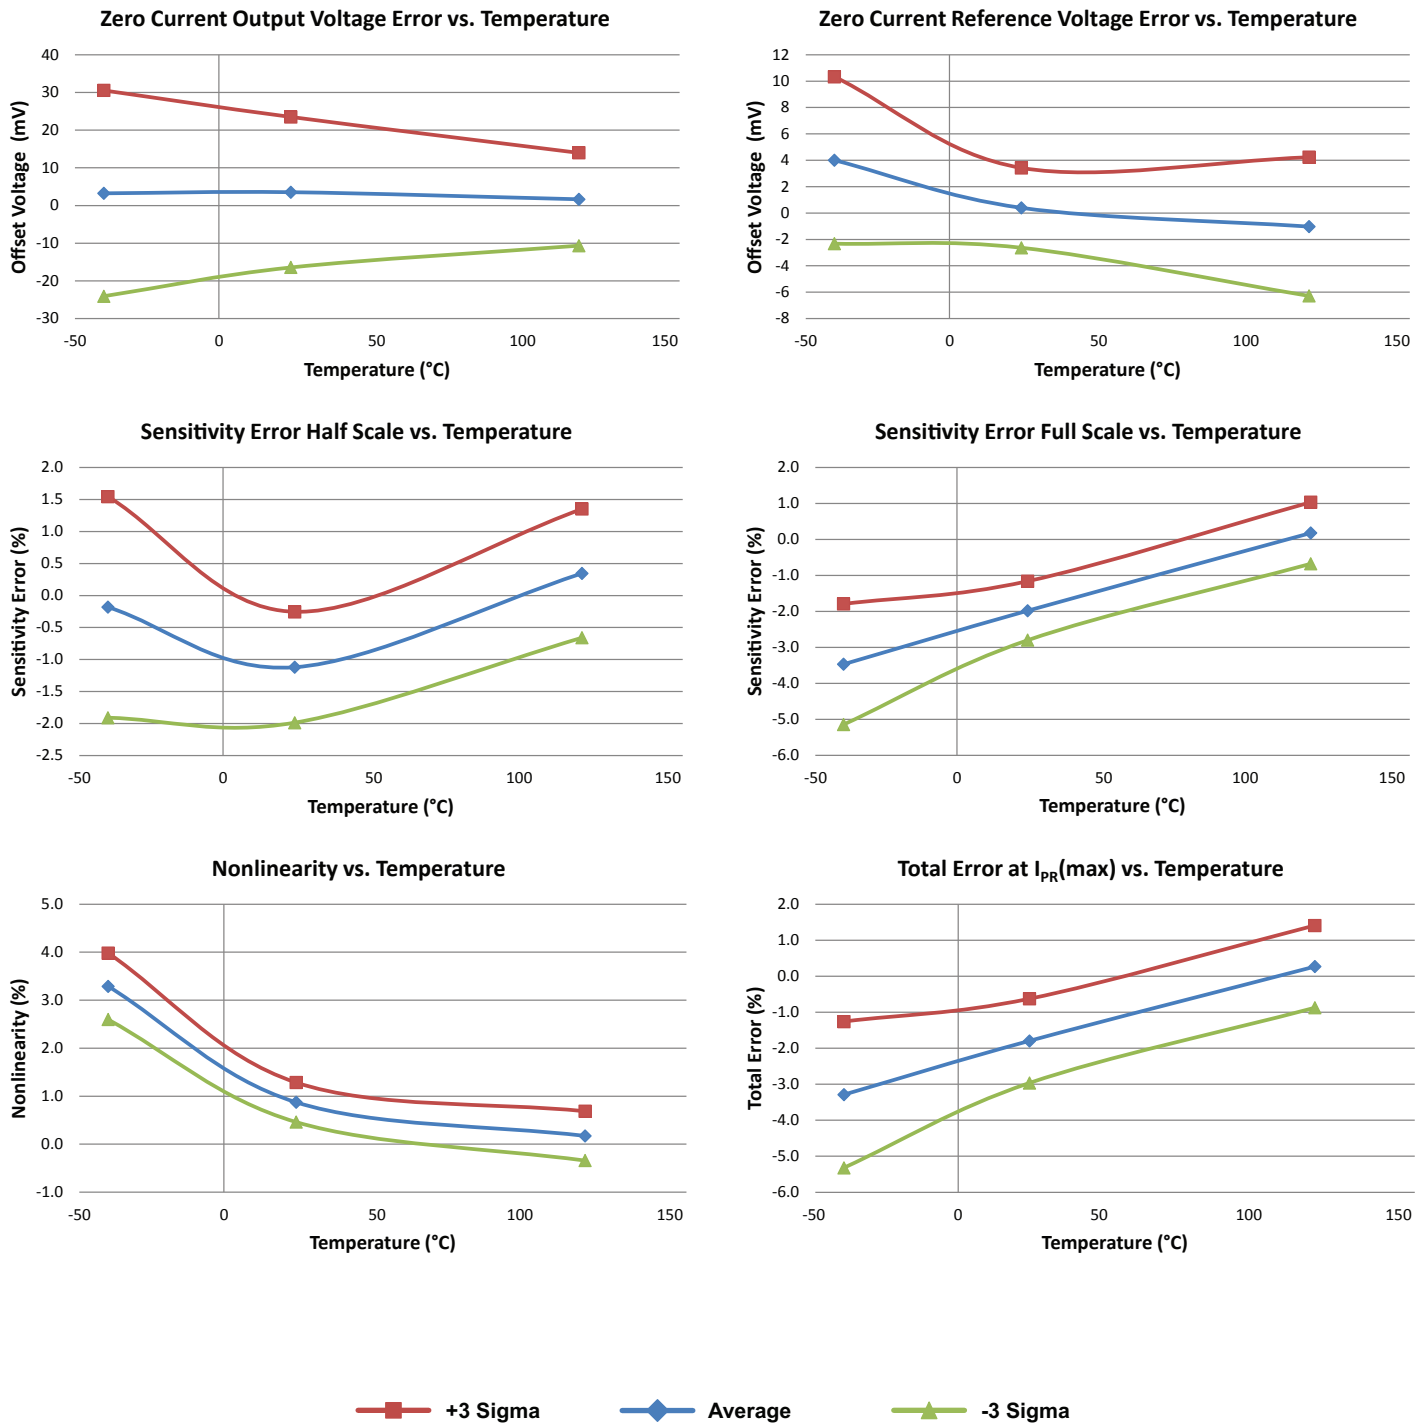 Zero Current Output Voltage Error vs. Temperature
40
30
20
10
0
-10
-20
-30
Offset Voltage (mV)
-50 0 50 100 150
Temperature (°C)
Zero Current Reference Voltage Error vs. Temperature
12
10
8
6
4
2
0
-2
-4
-6
-8
Offset Voltage (mV)
-50 0 50 100 150
Temperature (°C)
Sensitivity Error Half Scale vs. Temperature
2.0
1.5
1.0
0.5
0.0
-0.5
-1.0
-1.5
-2.0
-2.5
Sensitivity Error (%)
-50 0 50 100 150
Temperature (°C)
Sensitivity Error Full Scale vs. Temperature
2.0
1.0
0.0
-1.0
-2.0
-3.0
-4.0
-5.0
-6.0
Sensitivity Error (%)
-50 0 50 100 150
Temperature (°C)
Nonlinearity vs. Temperature
5.0
4.0
3.0
2.0
1.0
0.0
-1.0
Nonlinearity (%)
-50 0 50 100 150
Temperature (°C)
Total Error at IPR(max) vs. Temperature
2.0
1.0
0.0
-1.0
-2.0
-3.0
-4.0
-5.0
-6.0
Total Error (%)
-50 0 50 100 150
Temperature (°C)
+3 Sigma Average -3 Sigma